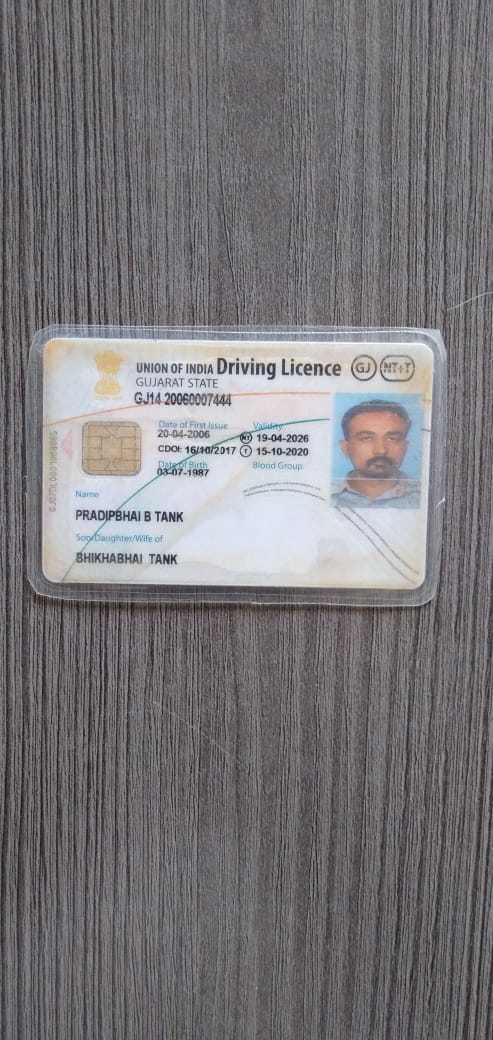 UNION OF INDIA Driving Licence GJ NT+T
GUJARAT STATE
GJ14 20060007444
Date of First Issue Validity
20-04-2006 NT 19-04-2026
CDOI: 16/10/2017 T 15-10-2020
Date of Birth Blood Group
03-07-1987
Name
PRADIPBHAI B TANK
Son/Daughter/Wife of
BHIKHABHAI TANK